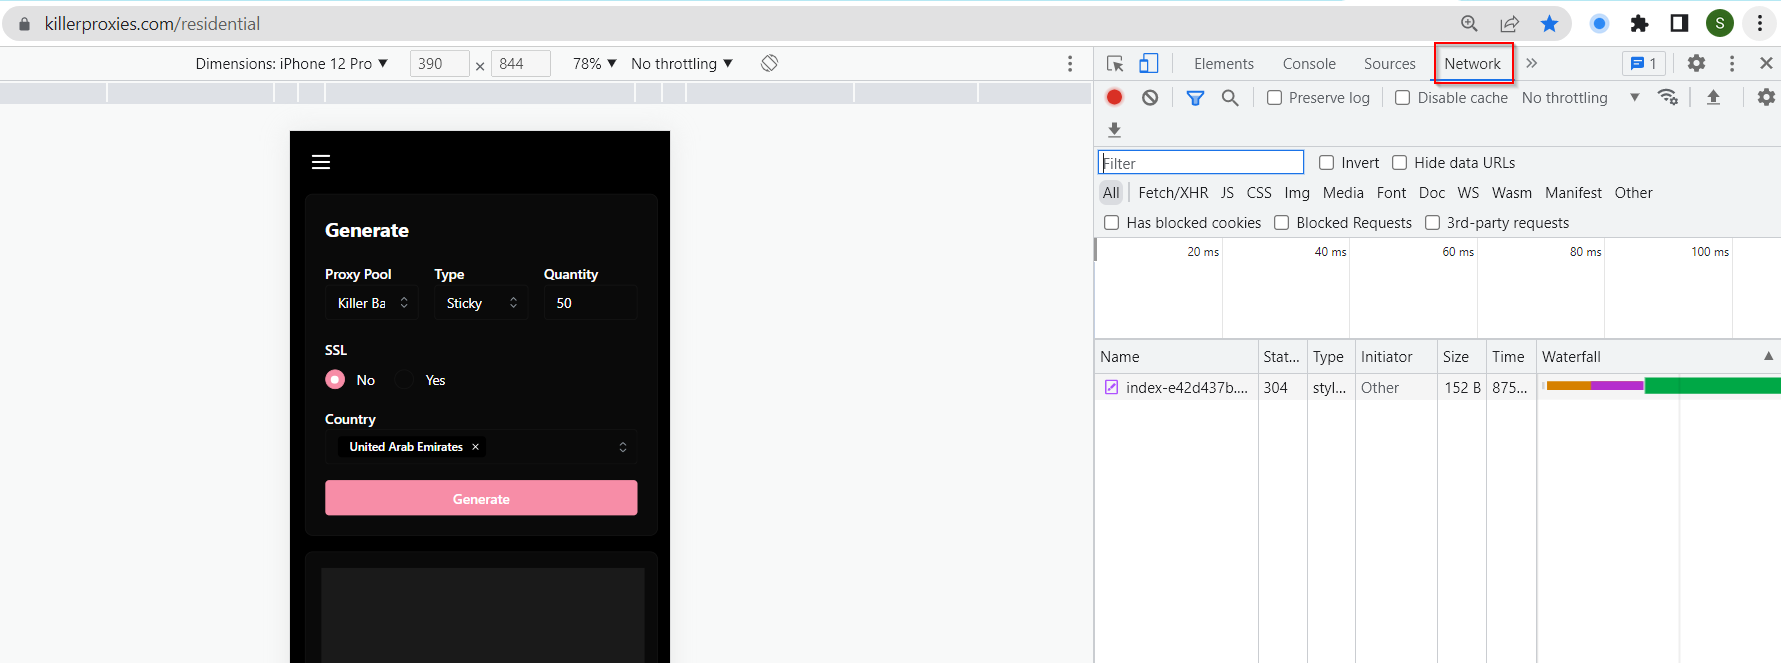 killerproxies.com/residential
S
Dimensions: iPhone 12 Pro ▼ 390 × 844 78% ▼ No throttling ▼
Elements Console Sources Network » 1
Preserve log Disable cache No throttling ▼
Filter Invert Hide data URLs
All Fetch/XHR JS CSS Img Media Font Doc WS Wasm Manifest Other
Has blocked cookies Blocked Requests 3rd-party requests
20 ms 40 ms 60 ms 80 ms 100 ms
Name Stat... Type Initiator Size Time Waterfall ▲
index-e42d437b.... 304 styl... Other 152 B 875...
Generate
Proxy Pool Type Quantity
Killer Ba Sticky 50
SSL
No Yes
Country
United Arab Emirates ×
Generate